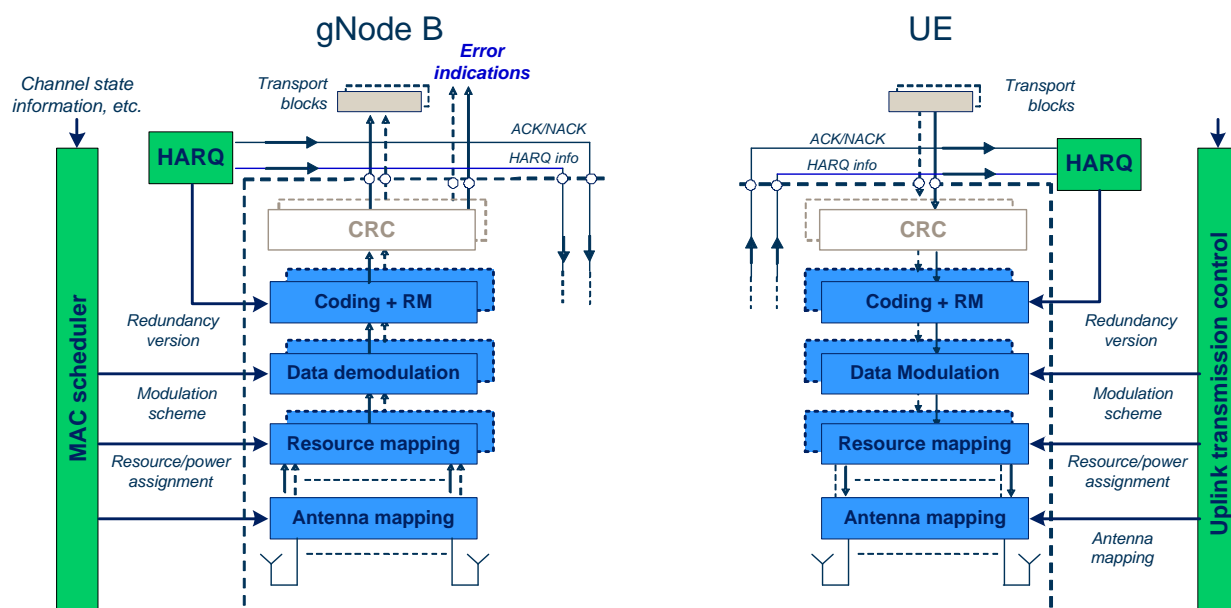 gNode B
UE
Error
indications
Channel state
information, etc.
Transport
blocks
ACK/NACK
HARQ
HARQ info
CRC
Coding + RM
Redundancy
version
Data demodulation
Modulation
scheme
MAC scheduler
Resource mapping
Resource/power
assignment
Antenna mapping
Transport
blocks
ACK/NACK
HARQ
HARQ info
CRC
Coding + RM
Redundancy
version
Data Modulation
Modulation
scheme
Uplink transmission control
Resource mapping
Resource/power
assignment
Antenna mapping
Antenna
mapping